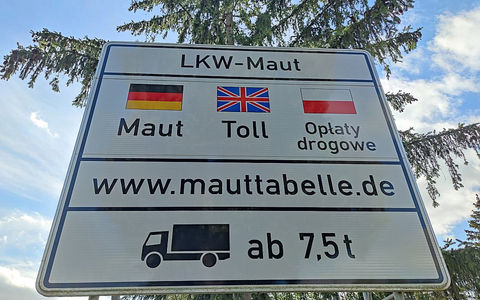 LKW-Maut
Maut Toll Opłaty
drogowe
www.mauttabelle.de
ab 7,5t